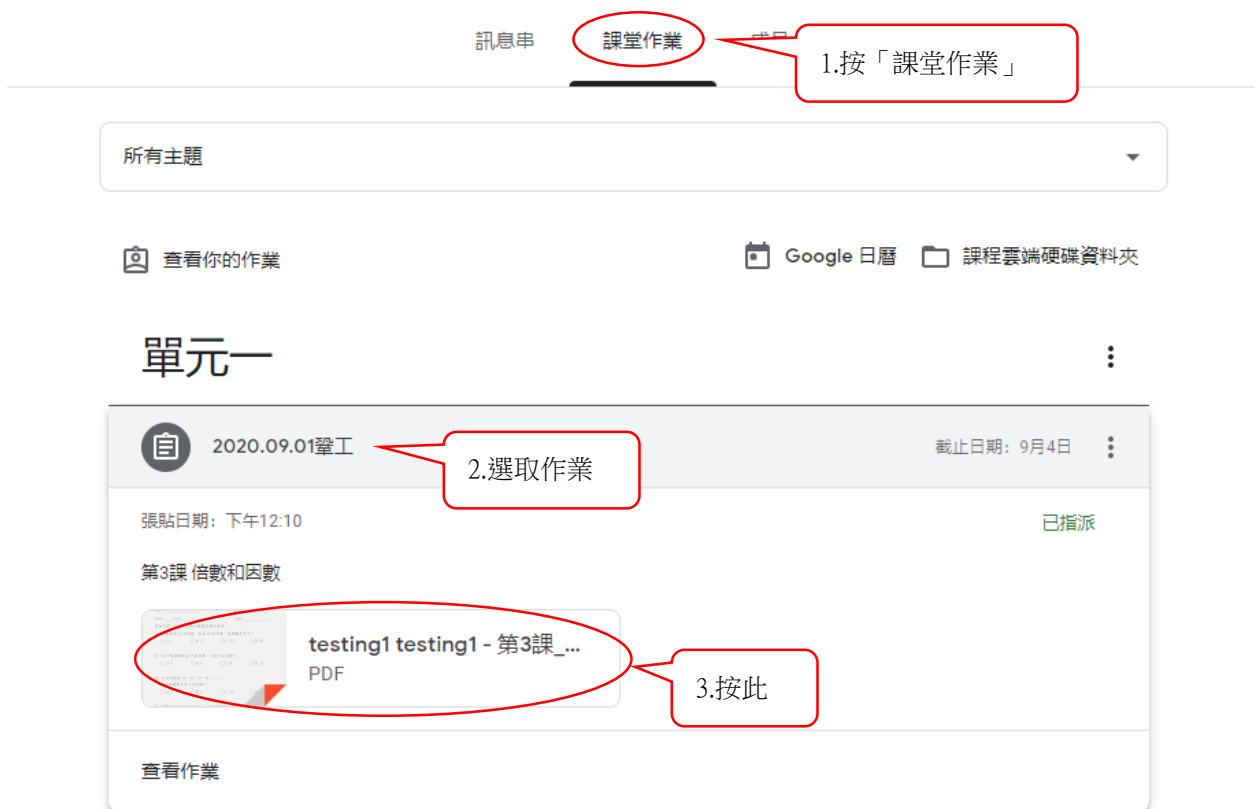 訊息串 課堂作業
1.按「課堂作業」
所有主題
查看你的作業 Google 日曆 課程雲端硬碟資料夾
單元一
2020.09.01翚工 截止日期：9月4日
2.選取作業
張貼日期：下午12:10 已指派
第3課 倍數和因數
testing1 testing1 - 第3課_...
PDF
3.按此
查看作業